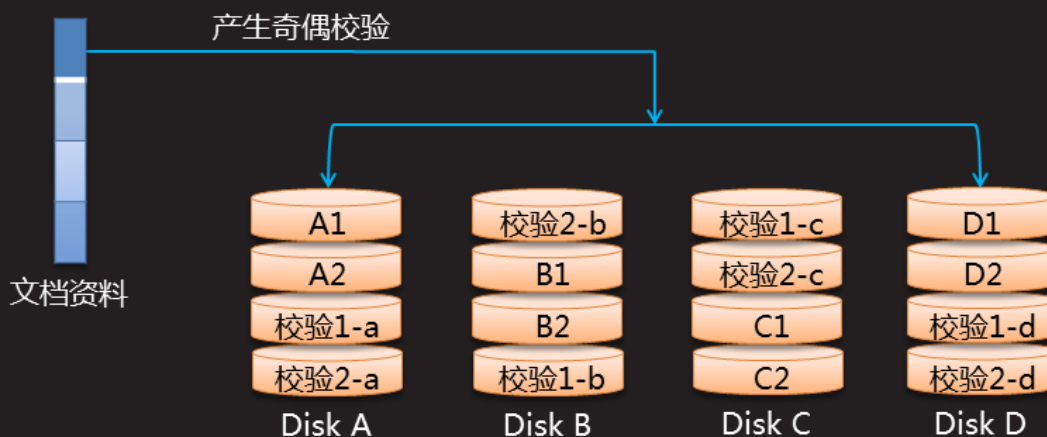 产生奇偶校验
文档资料
A1 校验2-b 校验1-c D1
A2 B1 校验2-c D2
校验1-a B2 C1 校验1-d
校验2-a 校验1-b C2 校验2-d
Disk A Disk B Disk C Disk D